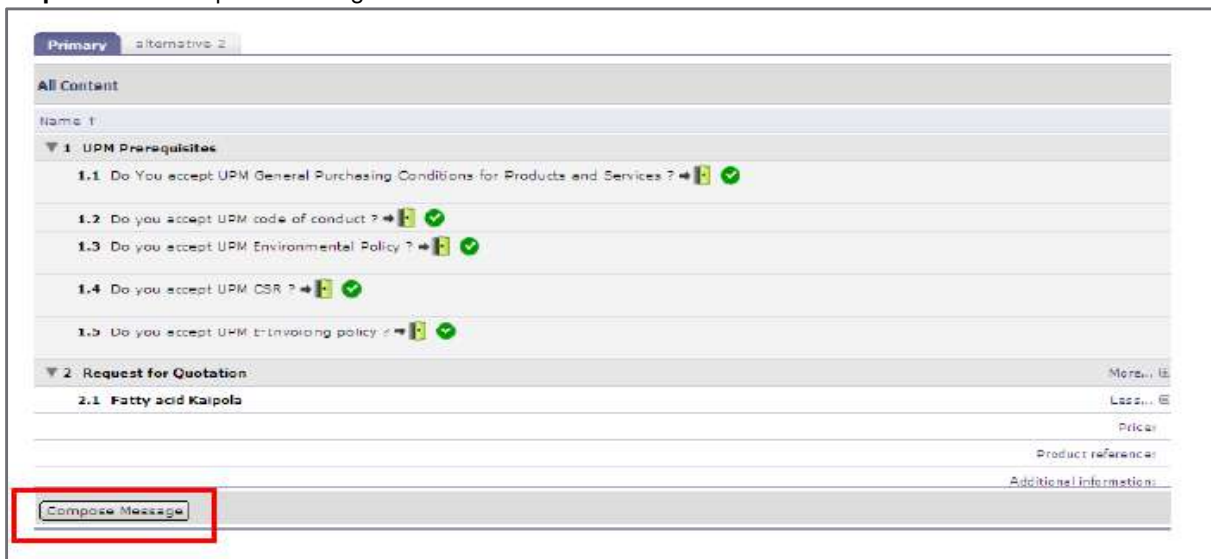 Primary alternative 2
All Content
Name ↑
▼ 1 UPM Prerequisites
1.1 Do You accept UPM General Purchasing Conditions for Products and Services ?
1.2 Do you accept UPM code of conduct ?
1.3 Do you accept UPM Environmental Policy ?
1.4 Do you accept UPM CSR ?
1.5 Do you accept UPM E-Invoicing policy ?
▼ 2 Request for Quotation More...
2.1 Fatty acid Kaipola Less...
Price:
Product reference:
Additional information:
Compose Message